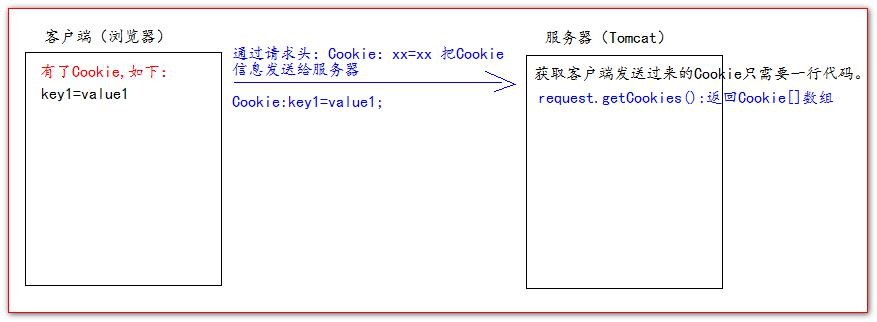 客户端（浏览器）
有了Cookie,如下：
key1=value1
通过请求头：Cookie：xx=xx 把Cookie
信息发送给服务器
Cookie:key1=value1;
服务器（Tomcat）
获取客户端发送过来的Cookie只需要一行代码。
request.getCookies():返回Cookie[]数组